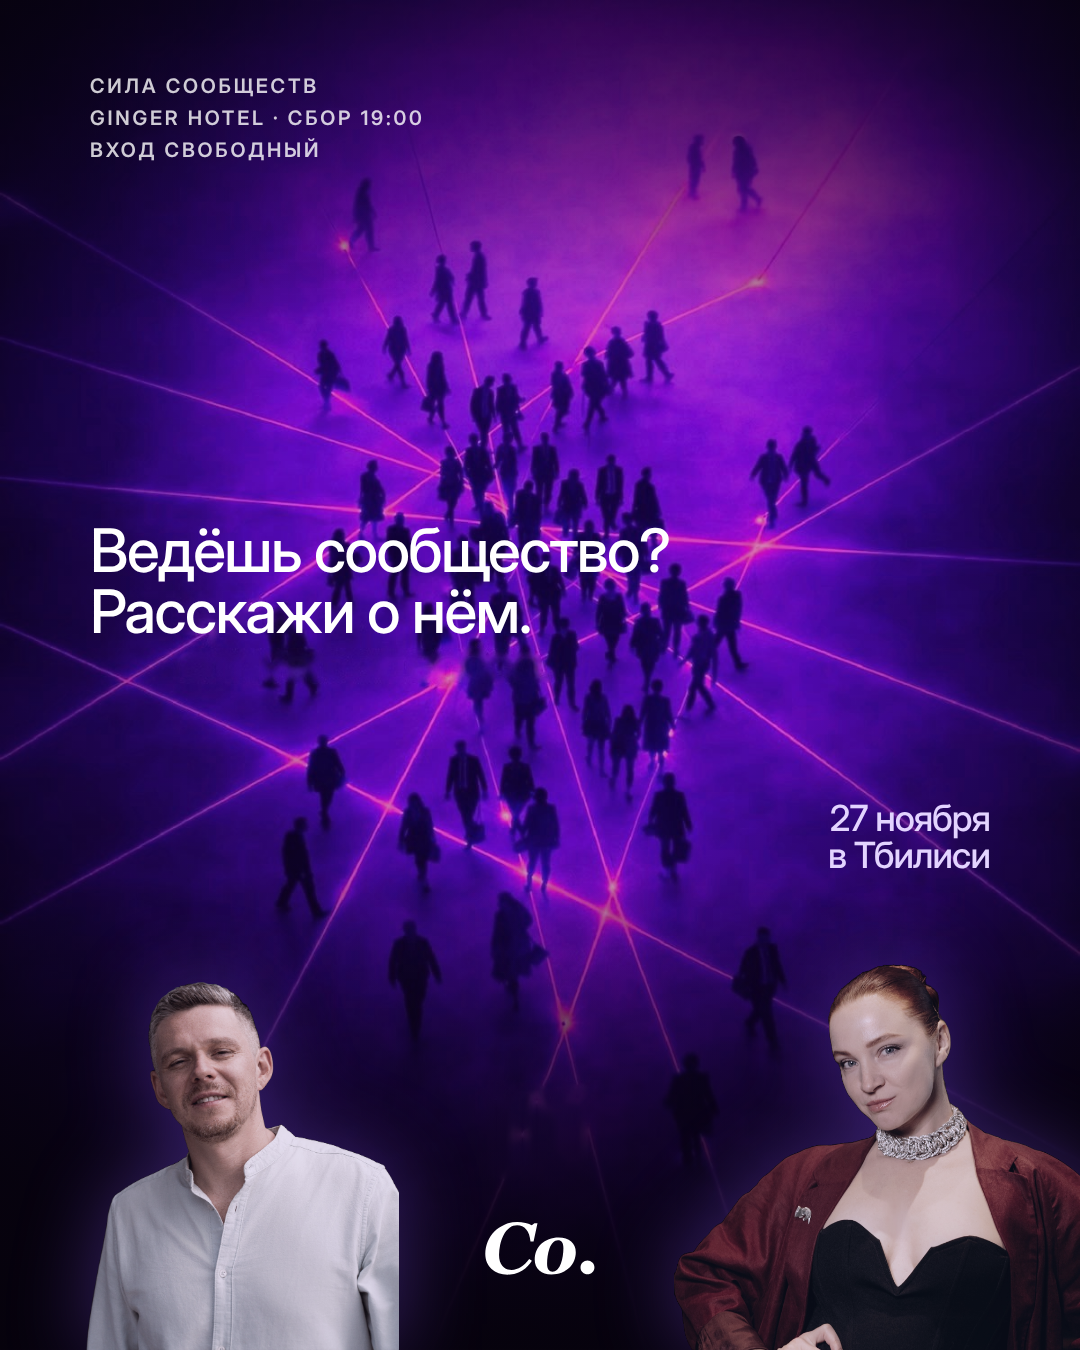 СИЛА СООБЩЕСТВ
GINGER HOTEL · СБОР 19:00
ВХОД СВОБОДНЫЙ
Ведёшь сообщество?
Расскажи о нём.
27 ноября
в Тбилиси
Co.